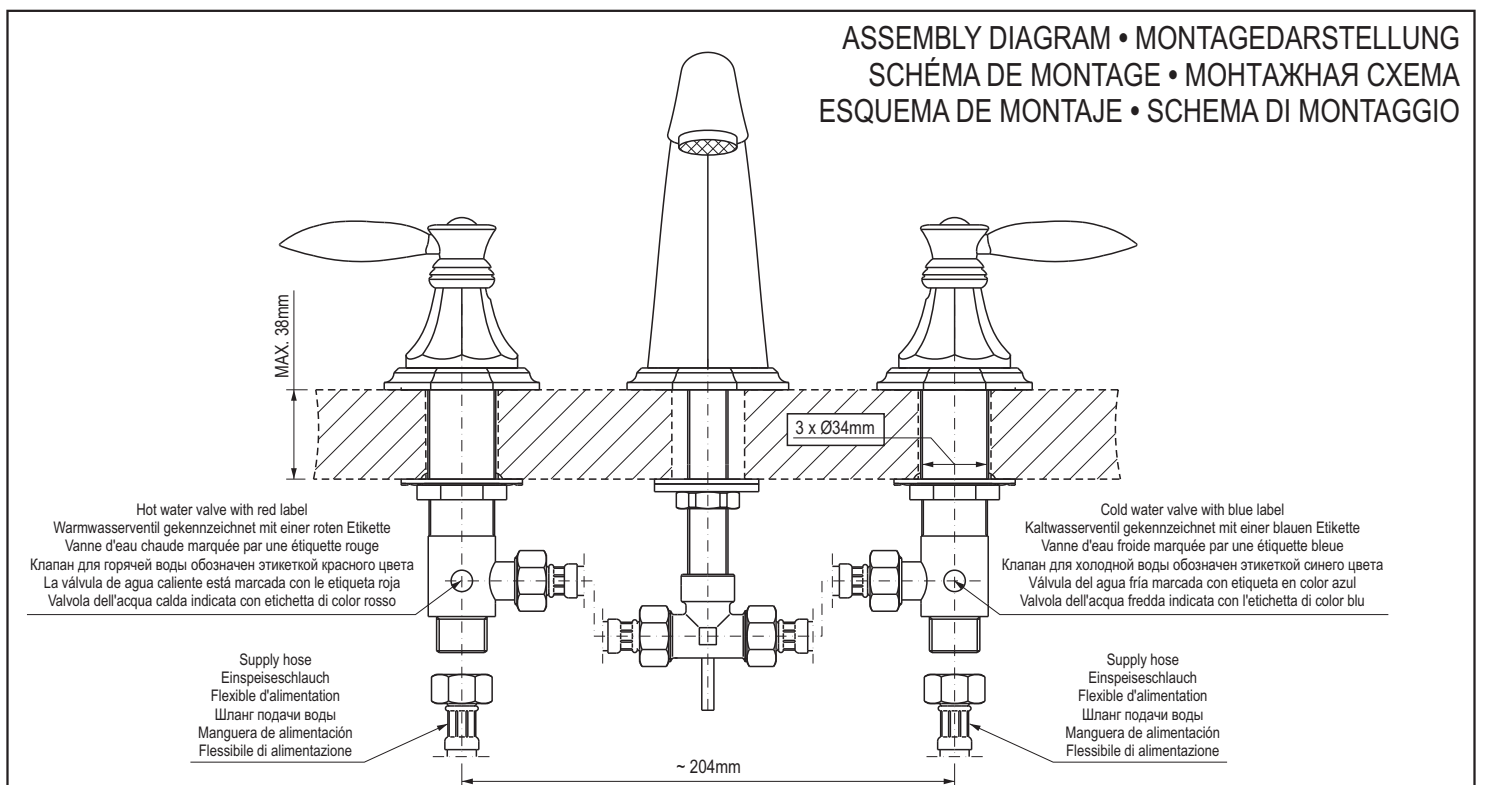 ASSEMBLY DIAGRAM • MONTAGEDARSTELLUNG
SCHÉMA DE MONTAGE • МОНТАЖНАЯ СХЕМА
ESQUEMA DE MONTAJE • SCHEMA DI MONTAGGIO
MAX. 38mm
3 x Ø34mm
Hot water valve with red label
Warmwasserventil gekennzeichnet mit einer roten Etikette
Vanne d'eau chaude marquée par une étiquette rouge
Клапан для горячей воды обозначен этикеткой красного цвета
La válvula de agua caliente está marcada con le etiqueta roja
Valvola dell'acqua calda indicata con etichetta di color rosso
Cold water valve with blue label
Kaltwasserventil gekennzeichnet mit einer blauen Etikette
Vanne d'eau froide marquée par une étiquette bleue
Клапан для холодной воды обозначен этикеткой синего цвета
Válvula del agua fría marcada con etiqueta en color azul
Valvola dell'acqua fredda indicata con l'etichetta di color blu
Supply hose
Einspeiseschlauch
Flexible d'alimentation
Шланг подачи воды
Manguera de alimentación
Flessibile di alimentazione
Supply hose
Einspeiseschlauch
Flexible d'alimentation
Шланг подачи воды
Manguera de alimentación
Flessibile di alimentazione
~ 204mm